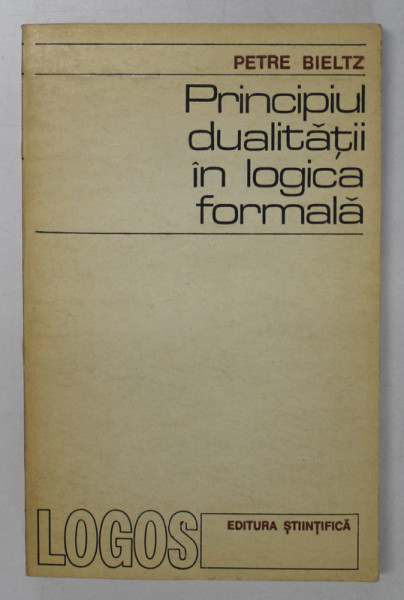 PETRE BIELTZ
Principiul
dualității
în logica
formală
LOGOS
EDITURA ȘTIINȚIFICĂ